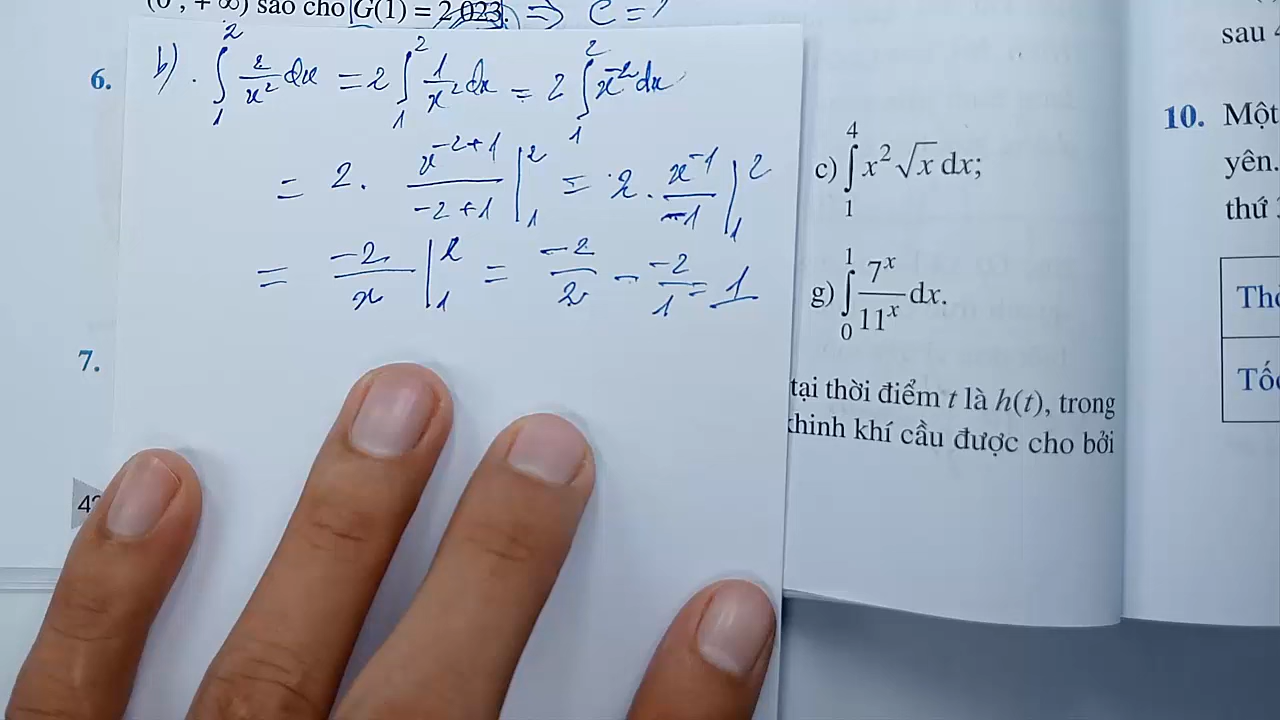 (0 ; + ∞) sao cho G(1) = 2 023. ⇒ C = ?
6. b) ∫₁² 2/x² dx = 2 ∫₁² 1/x² dx = 2 ∫₁² x⁻² dx
= 2 . x⁻²⁺¹/(-2+1) |₁² = 2 . x⁻¹/-1 |₁²
= -2/x |₁² = -2/2 - -2/1 = 1
7.
c) ∫₁⁴ x² √x dx;
g) ∫₀¹ 7ˣ/11ˣ dx.
tại thời điểm t là h(t), trong
khinh khí cầu được cho bởi
sau 4
10. Một
yên.
thứ
Thờ
Tốc